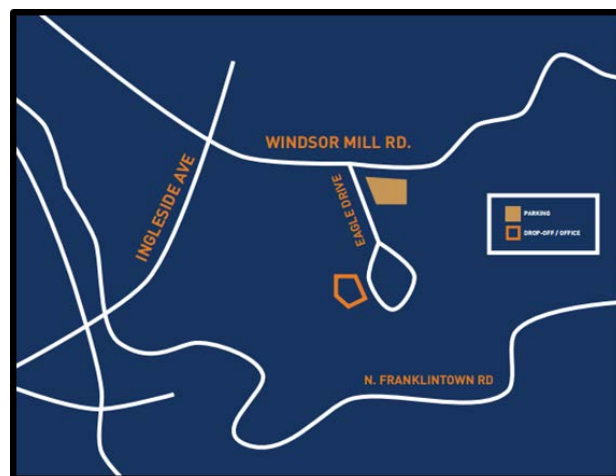 WINDSOR MILL RD.
INGLESIDE AVE
EAGLE DRIVE
PARKING
DROP-OFF / OFFICE
N. FRANKLINTOWN RD